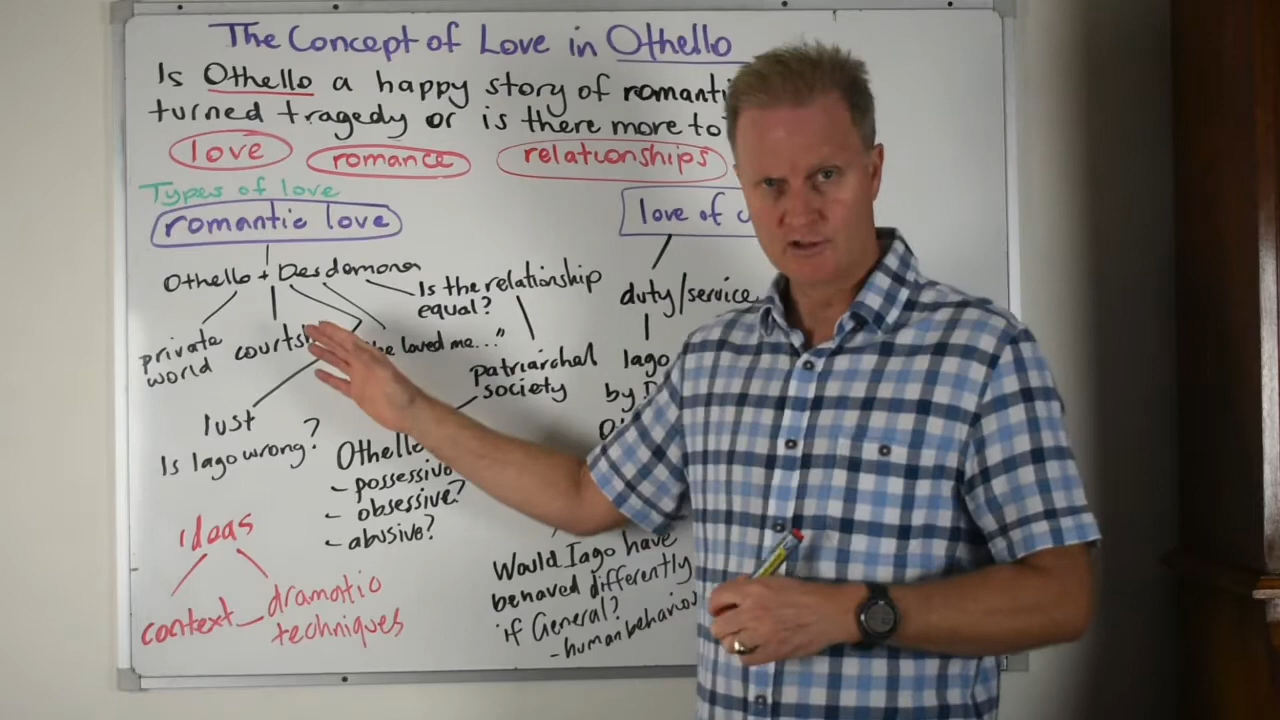 The Concept of Love in Othello
Is Othello a happy story of romanti
turned tragedy or is there more to
love romance relationships
Types of love
romantic love
love of
Othello + Desdemona
Is the relationship
equal?
duty/service
private
world
courtsh
he loved me..."
patriarchal
society
Iago
by
lust
Is Iago wrong?
Othello
- possessive
- obsessive?
- abusive?
ideas
context - dramatic
techniques
Would Iago have
behaved differently
if General?
- human behaviou